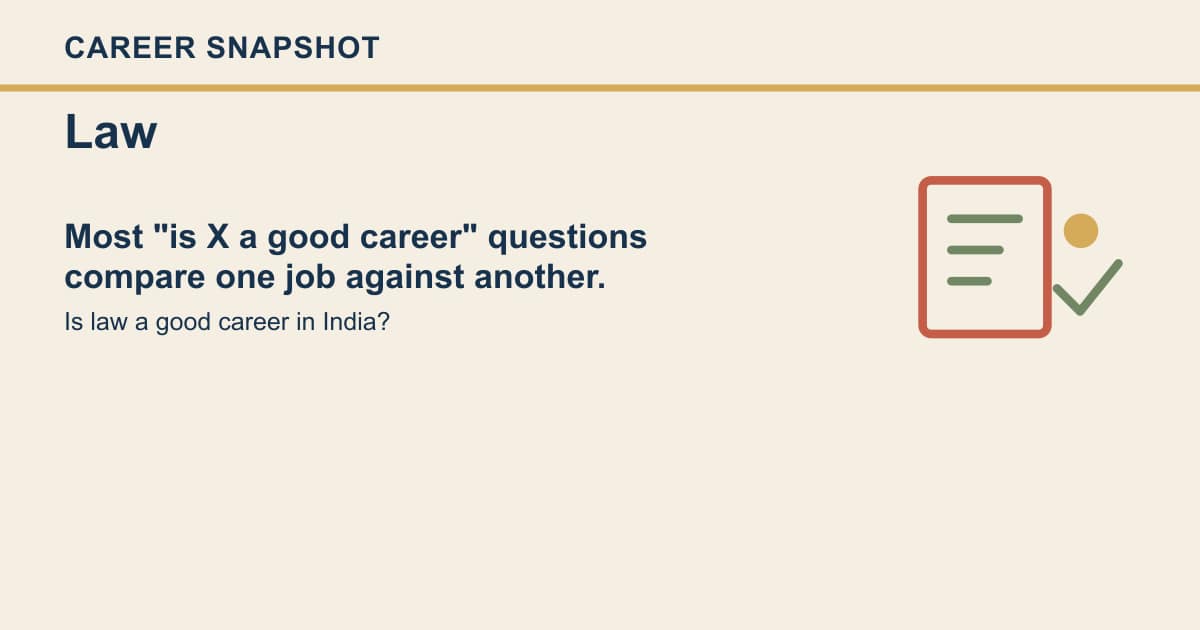 CAREER SNAPSHOT
Law
Most "is X a good career" questions
compare one job against another.
Is law a good career in India?